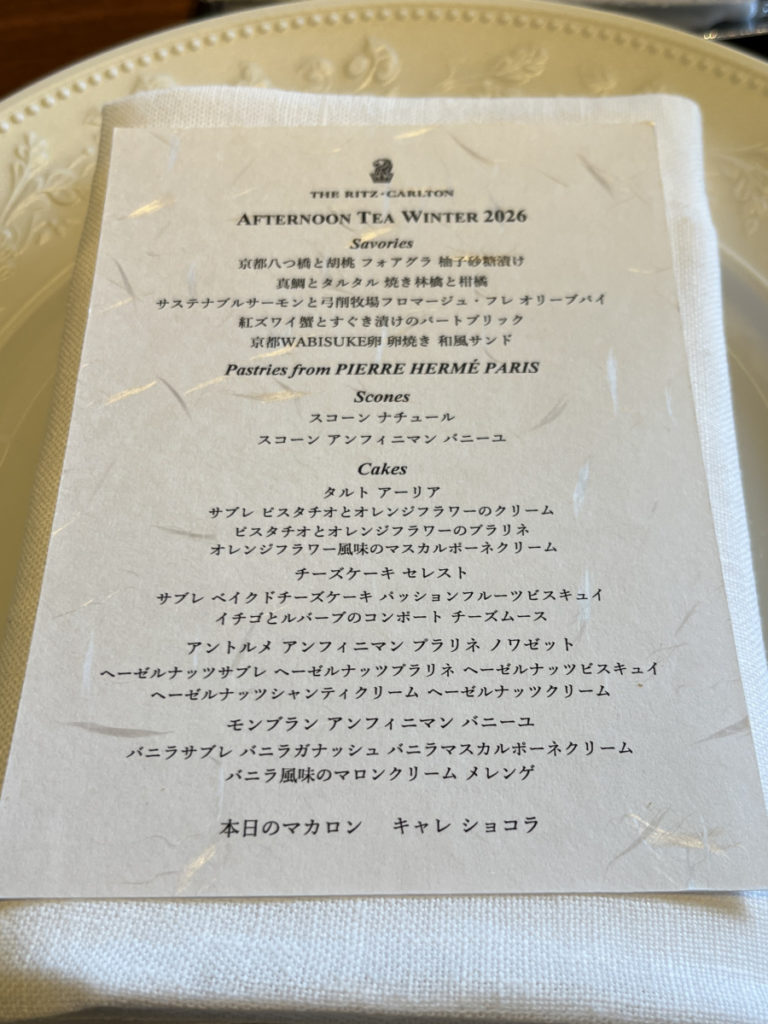 THE RITZ-CARLTON
AFTERNOON TEA WINTER 2026
Savories
京都八つ橋と胡桃 フォアグラ 柚子砂糖漬け
真鯛とタルタル 焼き林檎と柑橘
サステナブルサーモンと弓削牧場フロマージュ・フレ オリーブパイ
紅ズワイ蟹とすぐき漬けのパートブリック
京都WABISUKE卵 卵焼き 和風サンド
Pastries from PIERRE HERMÉ PARIS
Scones
スコーン ナチュール
スコーン アンフィニマン バニーユ
Cakes
タルト アーリア
サブレ ピスタチオとオレンジフラワーのクリーム
ピスタチオとオレンジフラワーのプラリネ
オレンジフラワー風味のマスカルポーネクリーム
チーズケーキ セレスト
サブレ ベイクドチーズケーキ パッションフルーツビスキュイ
イチゴとルバーブのコンポート チーズムース
アントルメ アンフィニマン プラリネ ノワゼット
ヘーゼルナッツサブレ ヘーゼルナッツプラリネ ヘーゼルナッツビスキュイ
ヘーゼルナッツシャンティクリーム ヘーゼルナッツクリーム
モンブラン アンフィニマン バニーユ
バニラサブレ バニラガナッシュ バニラマスカルポーネクリーム
バニラ風味のマロンクリーム メレンゲ
本日のマカロン キャレ ショコラ